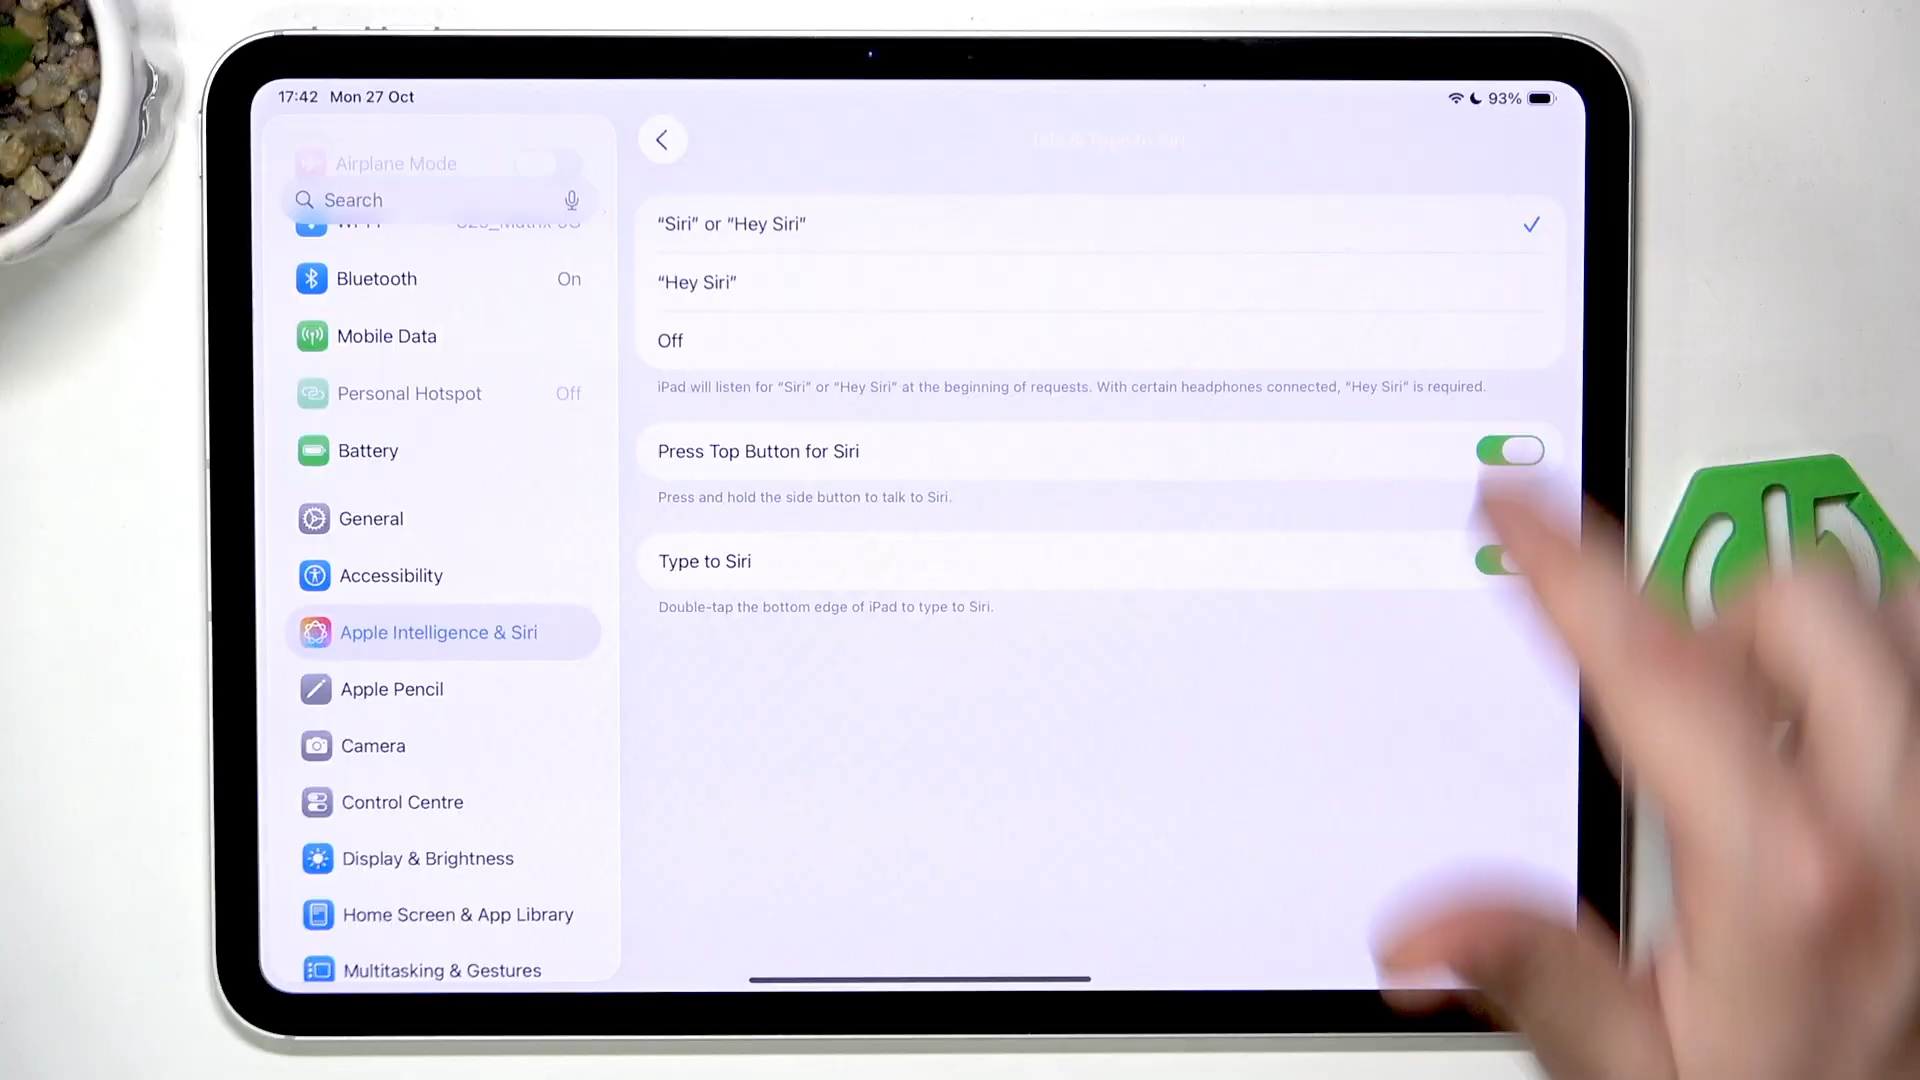 17:42 Mon 27 Oct
93%
Airplane Mode
Search
Bluetooth On
Mobile Data
Personal Hotspot Off
Battery
General
Accessibility
Apple Intelligence & Siri
Apple Pencil
Camera
Control Centre
Display & Brightness
Home Screen & App Library
Multitasking & Gestures
Talk & Type to Siri
“Siri” or “Hey Siri”
“Hey Siri”
Off
iPad will listen for “Siri” or “Hey Siri” at the beginning of requests. With certain headphones connected, “Hey Siri” is required.
Press Top Button for Siri
Press and hold the side button to talk to Siri.
Type to Siri
Double-tap the bottom edge of iPad to type to Siri.